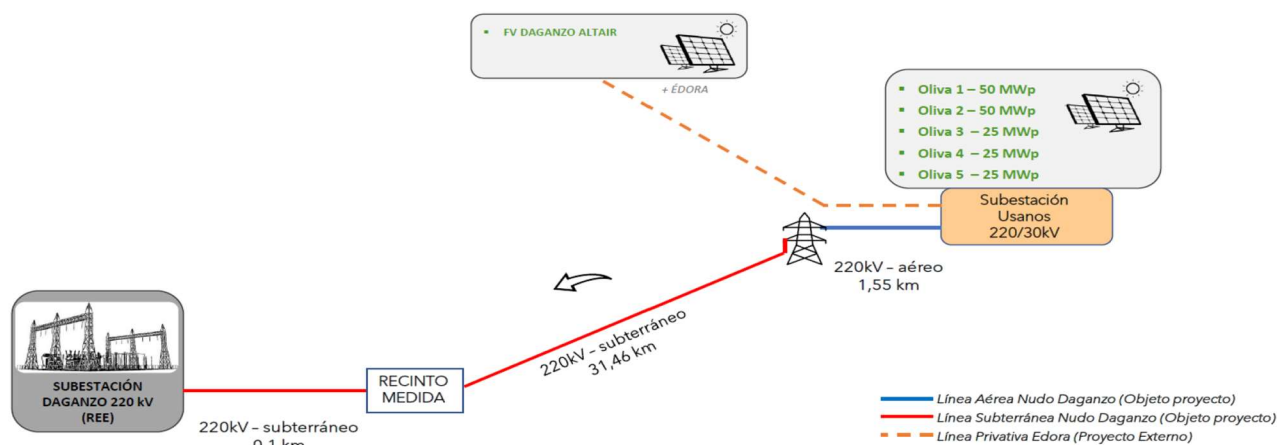 FV DAGANZO ALTAIR
+ ÉDORA
Oliva 1 – 50 MWp
Oliva 2 – 50 MWp
Oliva 3 – 25 MWp
Oliva 4 – 25 MWp
Oliva 5 – 25 MWp
Subestación
Usanos
220/30kV
220kV – aéreo
1,55 km
220kV – subterráneo
31,46 km
RECINTO
MEDIDA
SUBESTACIÓN
DAGANZO 220 kV
(REE)
220kV – subterráneo
0,1 km
Línea Aérea Nudo Daganzo (Objeto proyecto)
Línea Subterránea Nudo Daganzo (Objeto proyecto)
Línea Privativa Edora (Proyecto Externo)